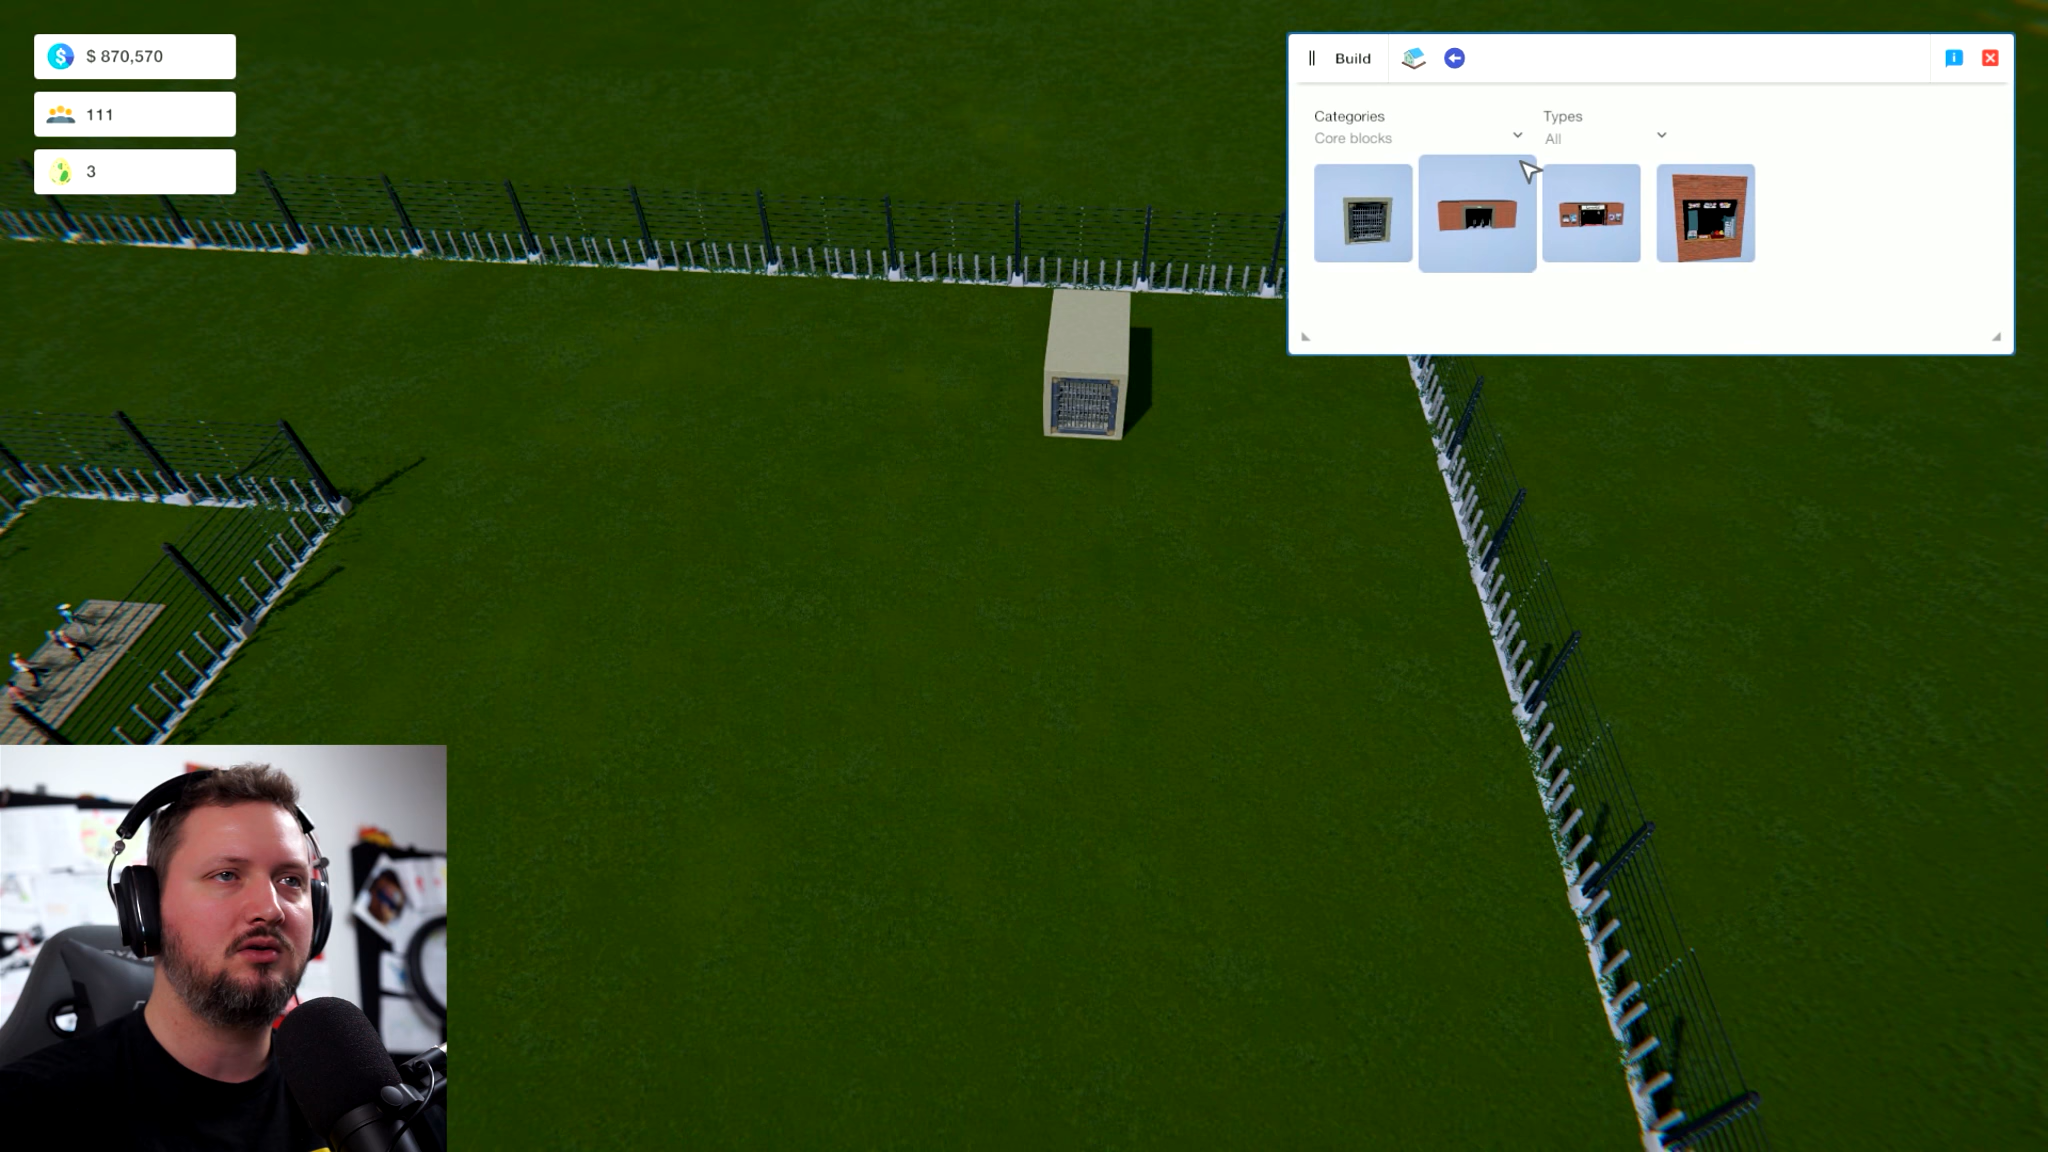 $ 870,570
111
3
Build
Categories
Types
Core blocks
All